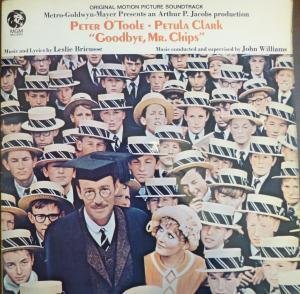 ORIGINAL MOTION PICTURE SOUNDTRACK
Metro-Goldwyn-Mayer Presents an Arthur P. Jacobs production
Peter O'Toole · Petula Clark
"Goodbye, Mr. Chips"
Music and Lyrics by Leslie Bricusse
Music conducted and supervised by John Williams
MGM